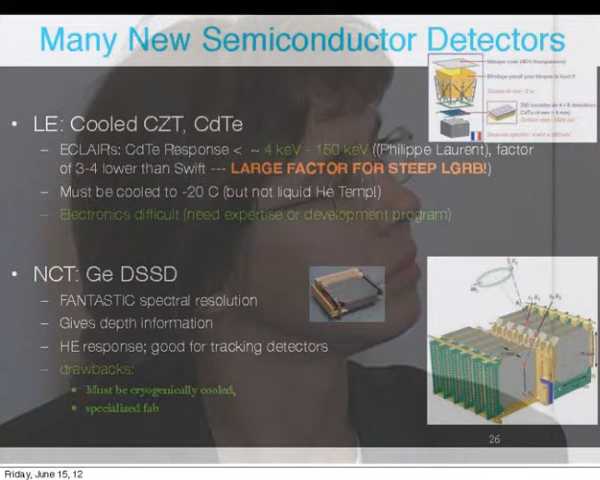 Many New Semiconductor Detectors
• LE: Cooled CZT, CdTe
– ECLAIRs: CdTe Response < ~ 4 keV - 150 keV ((Philippe Laurent), factor
of 3-4 lower than Swift --- LARGE FACTOR FOR STEEP LGRB!)
– Must be cooled to -20 C (but not liquid He Temp!)
– Electronics difficult (need expertise or development program)
• NCT: Ge DSSD
– FANTASTIC spectral resolution
– Gives depth information
– HE response; good for tracking detectors
– drawbacks:
• Must be cryogenically cooled,
• specialized fab
26
Friday, June 15, 12